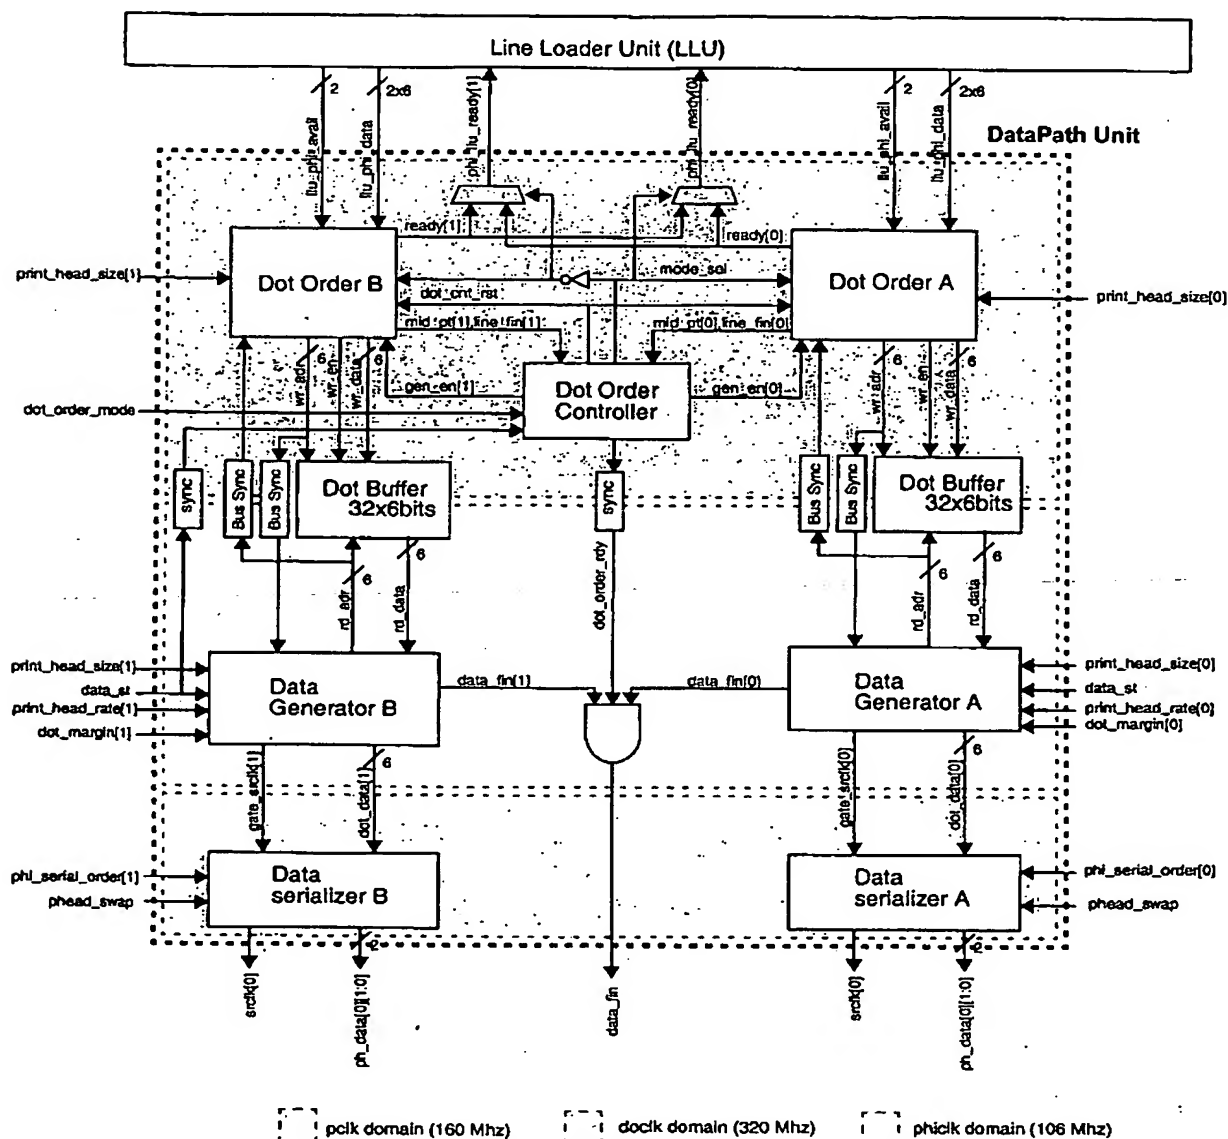 Line Loader Unit (LLU)
2
2x6
2
2x6
llu_phi_avail
llu_phi_data
phi_llu_ready[1]
phi_llu_ready[0]
llu_phi_avail
llu_phi_data
DataPath Unit
ready[1]
ready[0]
print_head_size[1]
Dot Order B
mode_sel
Dot Order A
dot_cnt_rst
print_head_size[0]
mid_pt[1],line_fin[1]
mid_pt[0],line_fin[0]
6
wr_adr
wr_en
6
wr_data
gen_en[1]
Dot Order
Controller
gen_en[0]
6
wr_adr
wr_en
6
wr_data
dot_order_mode
sync
Bus Sync
Bus Sync
Dot Buffer
32x6bits
sync
Bus Sync
Bus Sync
Dot Buffer
32x6bits
6
rd_adr
6
rd_data
dot_order_rdy
6
rd_adr
6
rd_data
print_head_size[1]
data_st
print_head_rate[1]
dot_margin[1]
Data
Generator B
data_fin[1]
data_fin[0]
Data
Generator A
print_head_size[0]
data_st
print_head_rate[0]
dot_margin[0]
gate_srclk[1]
6
dot_data[1]
gate_srclk[0]
6
dot_data[0]
phi_serial_order[1]
phead_swap
Data
serializer B
Data
serializer A
phi_serial_order[0]
phead_swap
2
2
srclk[0]
ph_data[0][1:0]
data_fin
srclk[0]
ph_data[0][1:0]
pclk domain (160 Mhz)
doclk domain (320 Mhz)
phiclk domain (106 Mhz)